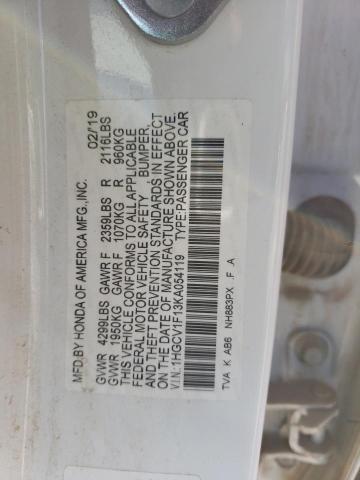 MFD.BY HONDA OF AMERICA MFG.,INC. 02/'19
GVWR 4299LBS GAWR F 2359LBS R 2116LBS
GVWR 1950KG GAWR F 1070KG R 960KG
THIS VEHICLE CONFORMS TO ALL APPLICABLE
FEDERAL MOTOR VEHICLE SAFETY BUMPER,
AND THEFT PREVENTION STANDARDS IN EFFECT
ON THE DATE OF MANUFACTURE SHOWN ABOVE.
V.I.N.:1HGCV1F13KA054119 TYPE:PASSENGER CAR
TVA K AB6 NH883PX .F A